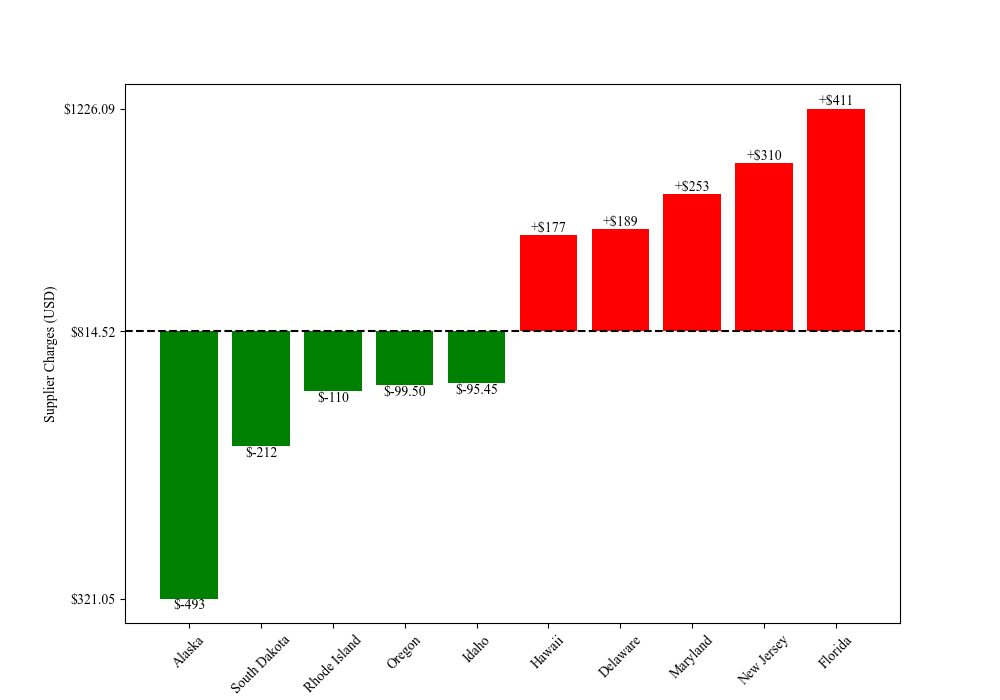 +$411
$1226.09
+$310
+$253
+$177
+$189
$814.52
Supplier Charges (USD)
$-110
$-99.50
$-95.45
$-212
$321.05
$-493
Alaska
South Dakota
Rhode Island
Oregon
Idaho
Hawaii
Delaware
Maryland
New Jersey
Florida